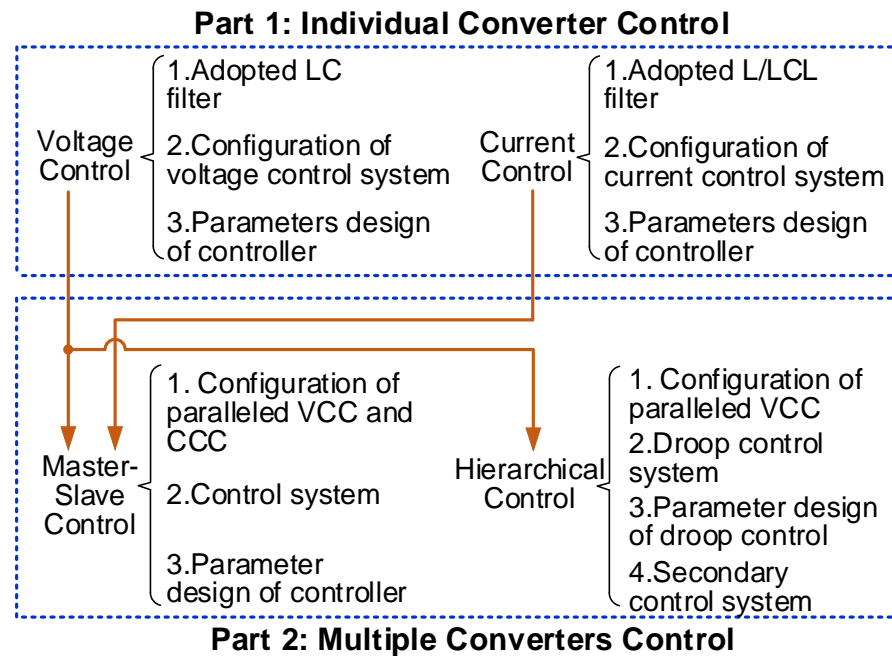 Part 1: Individual Converter Control
Voltage
Control
1.Adopted LC
filter
2.Configuration of
voltage control system
3.Parameters design
of controller
Current
Control
1.Adopted L/LCL
filter
2.Configuration of
current control system
3.Parameters design
of controller
Master-
Slave
Control
1. Configuration of
paralleled VCC and
CCC
2.Control system
3.Parameter
design of controller
Hierarchical
Control
1. Configuration of
paralleled VCC
2.Droop control
system
3.Parameter design
of droop control
4.Secondary
control system
Part 2: Multiple Converters Control